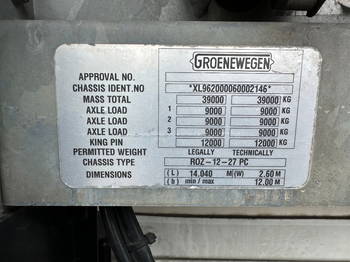 GROENEWEGEN
APPROVAL NO.
CHASSIS IDENT.NO *XL962000060002146*
MASS TOTAL 39000 39000 KG
AXLE LOAD 1 9000 9000 KG
AXLE LOAD 2 9000 9000 KG
AXLE LOAD 3 9000 9000 KG
KING PIN 12000 12000 KG
PERMITTED WEIGHT LEGALLY TECHNICALLY
CHASSIS TYPE ROZ-12-27 PC
DIMENSIONS (L) 14.040 M (W) 2.60 M
(b) min / max 12.00 M